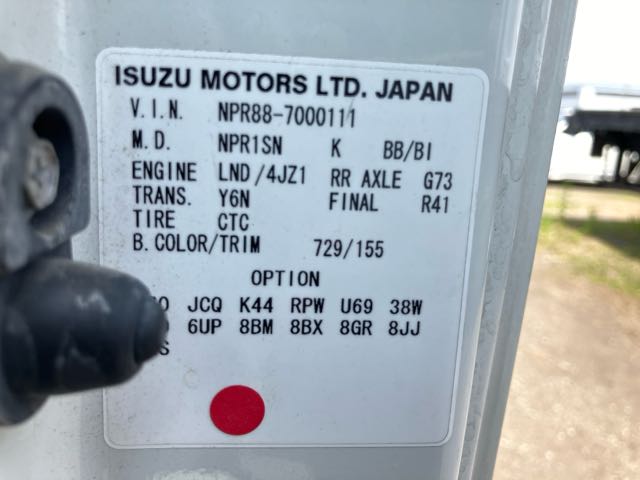 ISUZU MOTORS LTD. JAPAN
V.I.N. NPR88-7000111
M.D. NPR1SN K BB/BI
ENGINE LND/4JZ1 RR AXLE G73
TRANS. Y6N FINAL R41
TIRE CTC
B.COLOR/TRIM 729/155
OPTION
JCQ K44 RPW U69 38W
6UP 8BM 8BX 8GR 8JJ